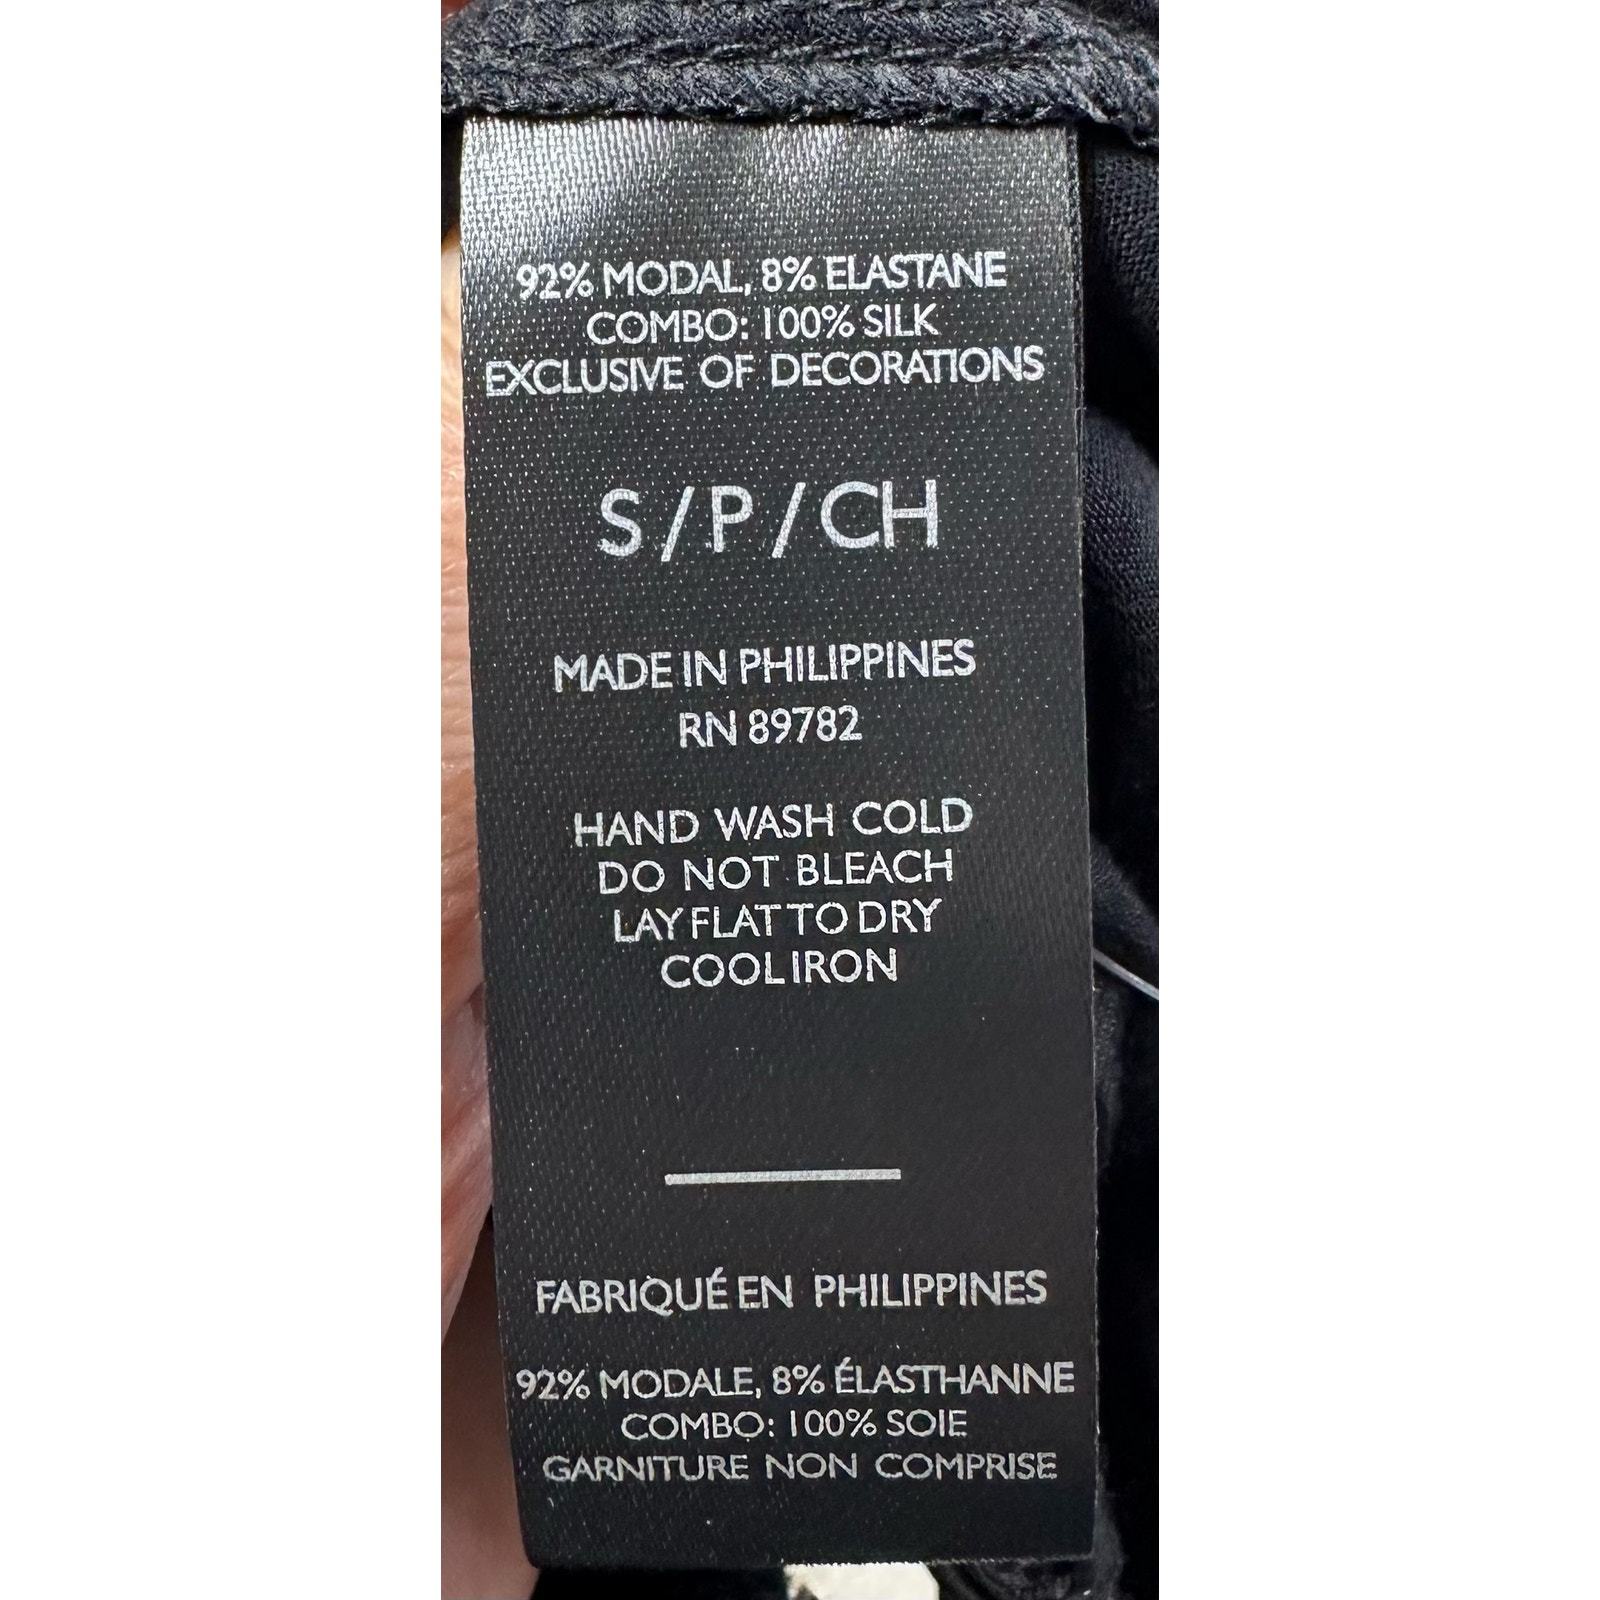 92% MODAL, 8% ELASTANE
COMBO: 100% SILK
EXCLUSIVE OF DECORATIONS
S / P / CH
MADE IN PHILIPPINES
RN 89782
HAND WASH COLD
DO NOT BLEACH
LAY FLAT TO DRY
COOL IRON
FABRIQUÉ EN PHILIPPINES
92% MODALE, 8% ÉLASTHANNE
COMBO: 100% SOIE
GARNITURE NON COMPRISE